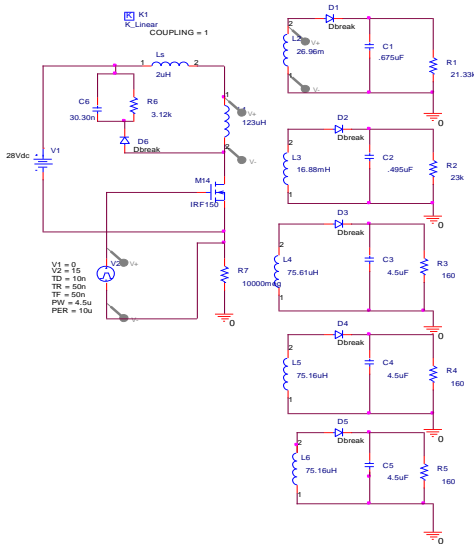 K K1
K_Linear
COUPLING = 1
Ls
1 2
2uH
C6
30.30n
R6
3.12k
D6
Dbreak
1
V+
123uH
2
V-
28Vdc
V1
M14
IRF150
V1 = 0
V2 = 15
TD = 10n
TR = 50n
TF = 50n
PW = 4.5u
PER = 10u
V2
V+
V-
R7
10000meg
0
D1
Dbreak
2
L2
V+
26.96m
V-
1
C1
.675uF
R1
21.33k
0
D2
Dbreak
2
L3
16.88mH
1
C2
.495uF
R2
23k
0
D3
Dbreak
2
L4
75.61uH
1
C3
4.5uF
R3
160
0
D4
Dbreak
2
L5
75.16uH
1
C4
4.5uF
R4
160
0
D5
Dbreak
2
L6
75.16uH
1
C5
4.5uF
R5
160
0